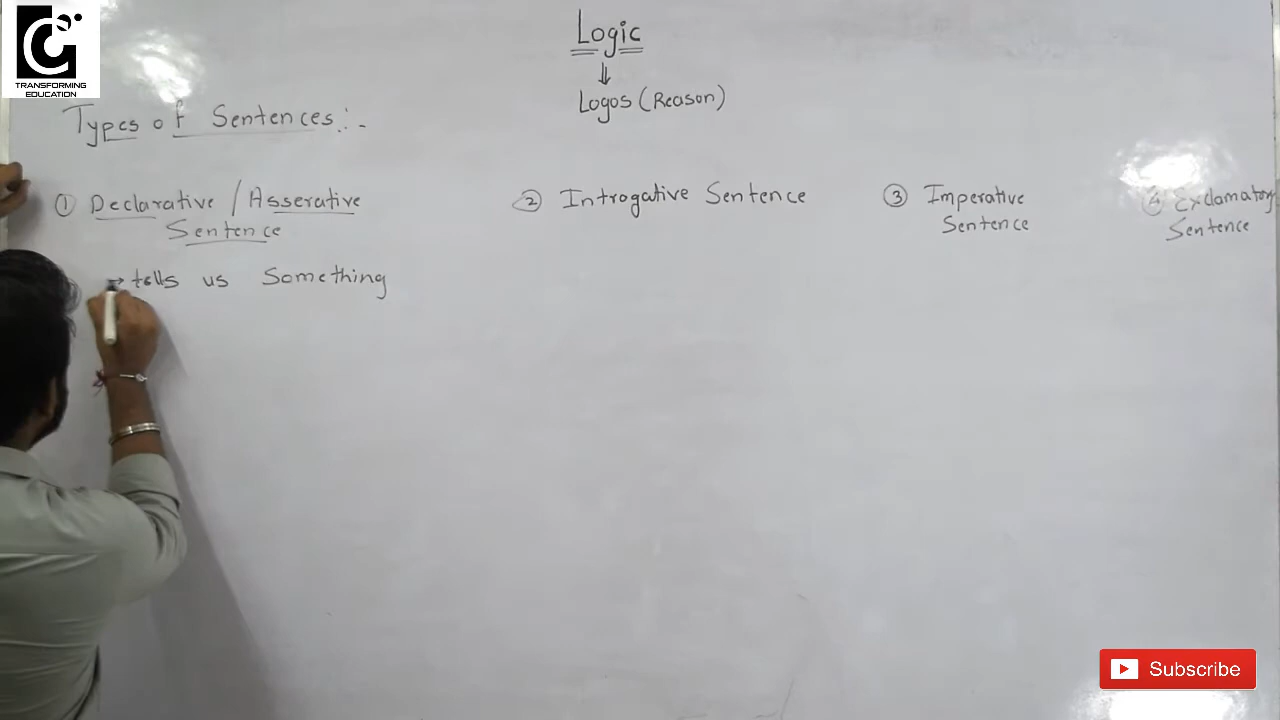 TRANSFORMING
EDUCATION
Logic
⇓
Logos (Reason)
Types of Sentences:-
① Declarative / Asserative
Sentence
→ tells us Something
② Introgative Sentence
③ Imperative
Sentence
④ Exclamatory
Sentence
Subscribe